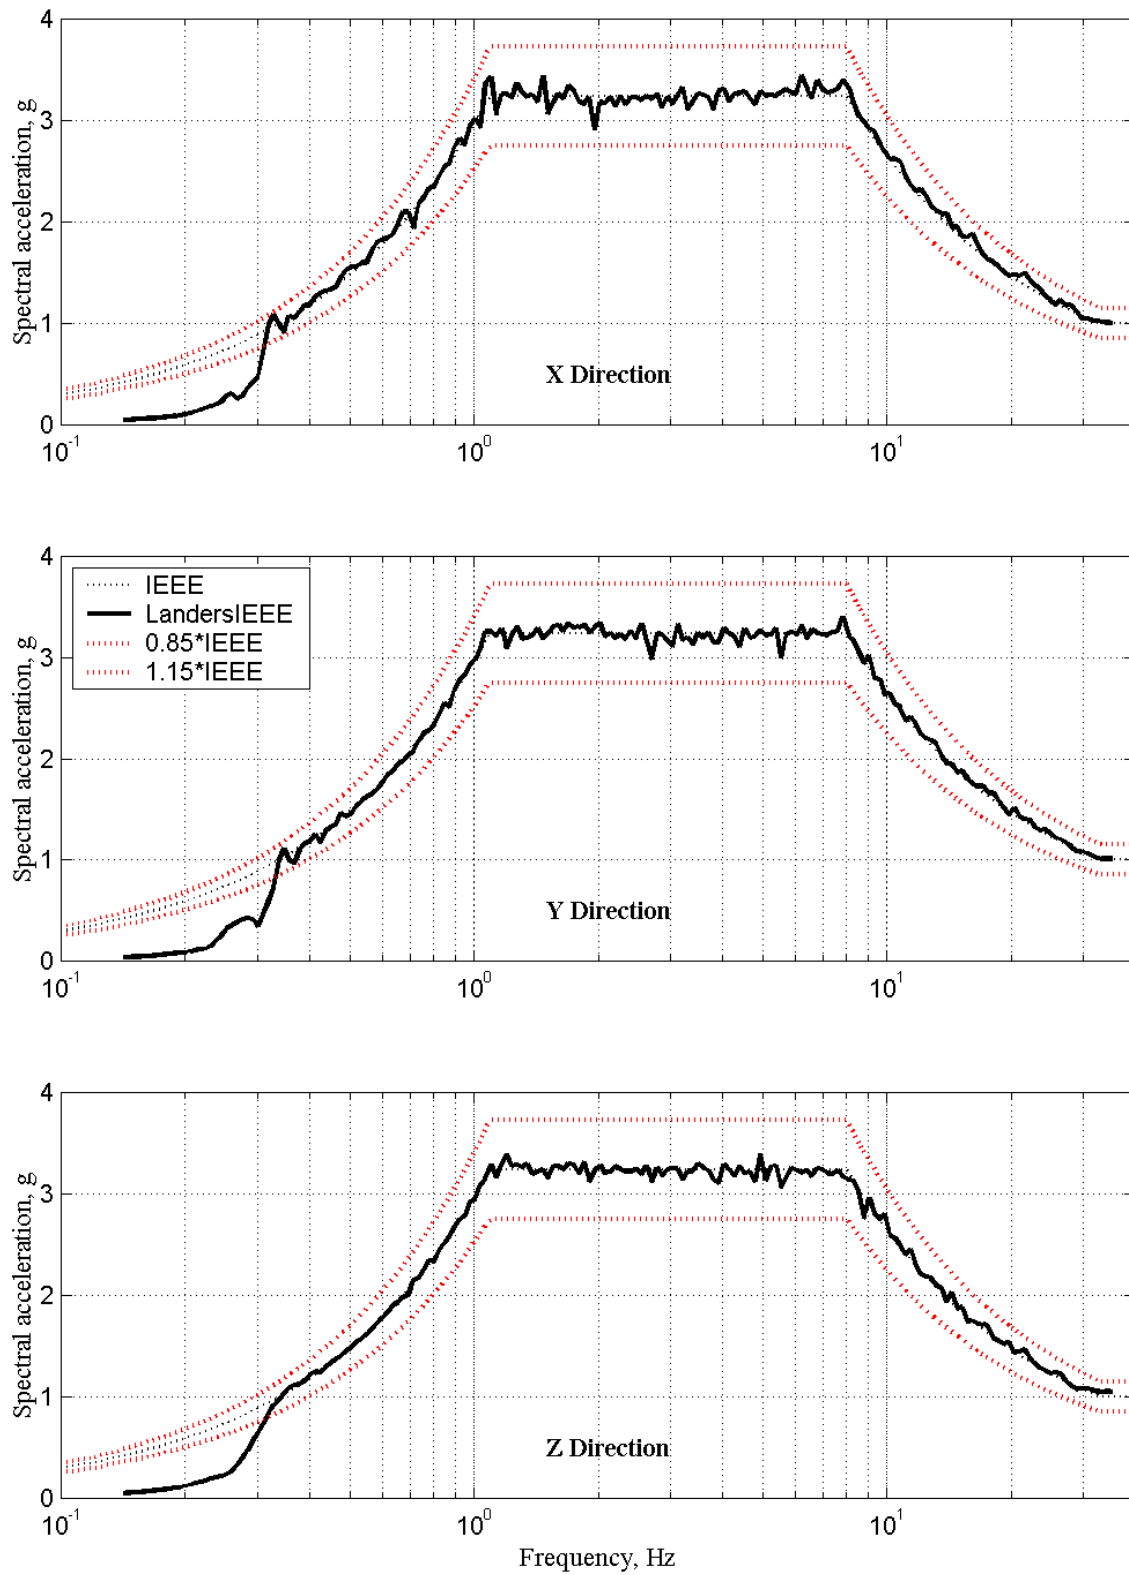 4
3
2
1
0
Spectral acceleration, g
X Direction
10^-1
10^0
10^1
4
3
2
1
0
Spectral acceleration, g
IEEE
LandersIEEE
0.85*IEEE
1.15*IEEE
Y Direction
10^-1
10^0
10^1
4
3
2
1
0
Spectral acceleration, g
Z Direction
10^-1
10^0
10^1
Frequency, Hz